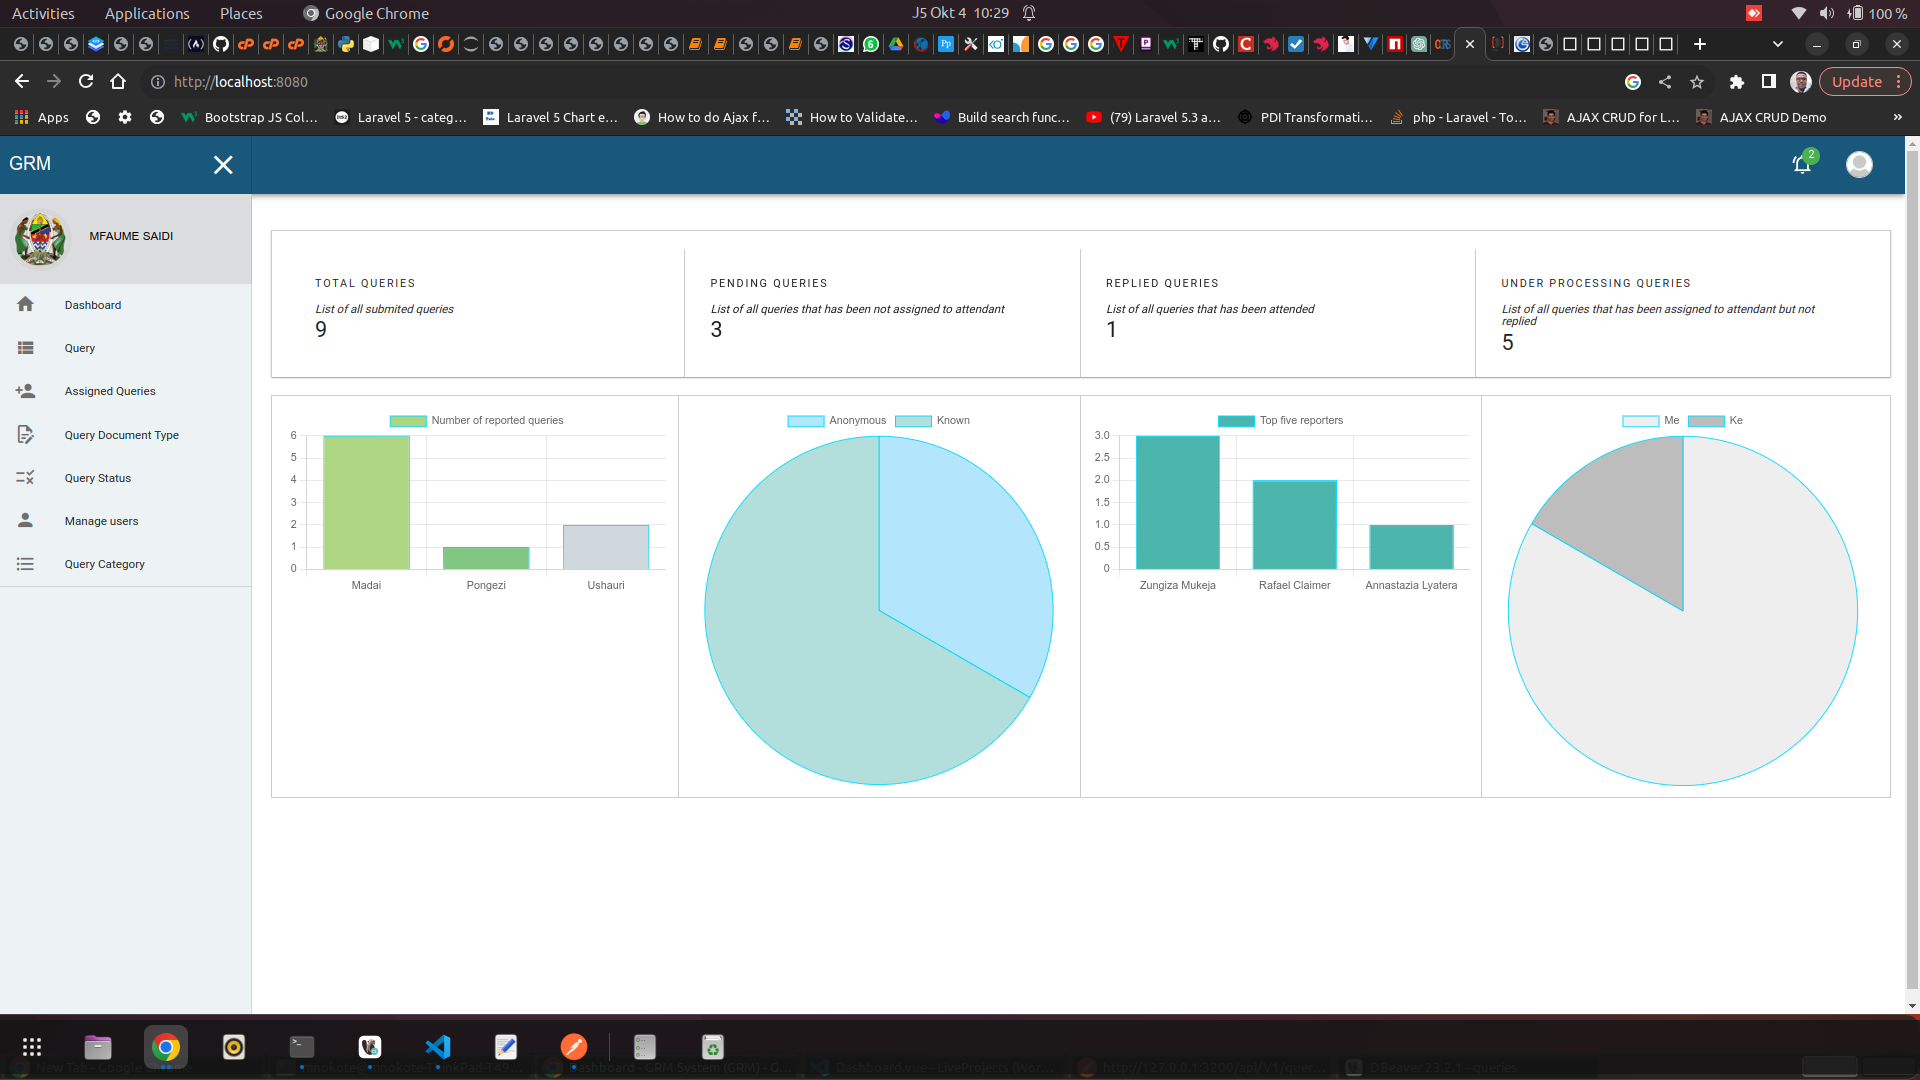 Activities Applications Places Google Chrome J5 Okt 4 10:29 100 %
http://localhost:8080 Update
Apps Bootstrap JS Col... Laravel 5 - categ... Laravel 5 Chart e... How to do Ajax f... How to Validate... Build search func... (79) Laravel 5.3 a... PDI Transformati... php - Laravel - To... AJAX CRUD for L... AJAX CRUD Demo »
GRM
2
MFAUME SAIDI
Dashboard
Query
Assigned Queries
Query Document Type
Query Status
Manage users
Query Category
TOTAL QUERIES
List of all submited queries
9
PENDING QUERIES
List of all queries that has been not assigned to attendant
3
REPLIED QUERIES
List of all queries that has been attended
1
UNDER PROCESSING QUERIES
List of all queries that has been assigned to attendant but not
replied
5
Number of reported queries
6
5
4
3
2
1
0
Madai Pongezi Ushauri
Anonymous Known
Top five reporters
3.0
2.5
2.0
1.5
1.0
0.5
0
Zungiza Mukeja Rafael Claimer Annastazia Lyatera
Me Ke